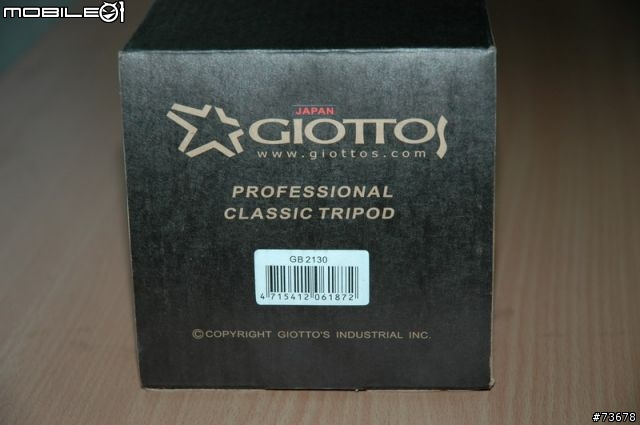 MOBILE01
JAPAN
GIOTTOS
www.giottos.com
PROFESSIONAL
CLASSIC TRIPOD
GB 2130
4 715412 061872
©COPYRIGHT GIOTTO'S INDUSTRIAL INC.
#73678